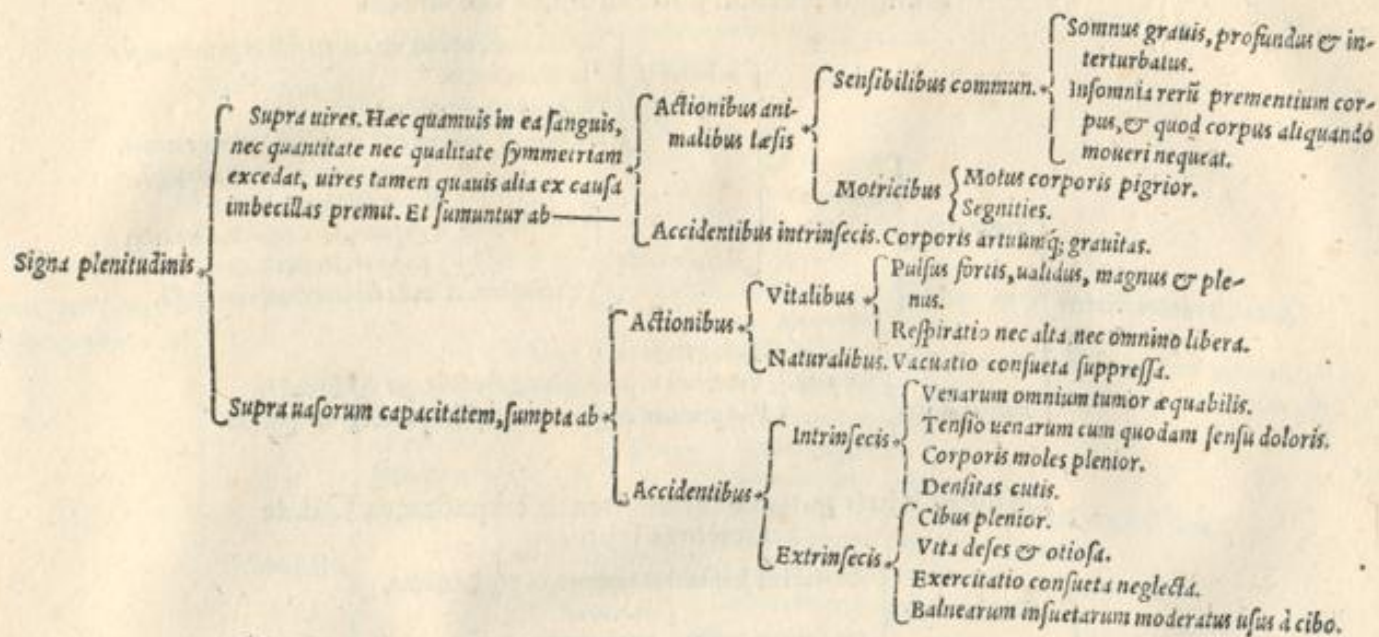 Signa plenitudinis
Supra uires. Hæc quamuis in ea ſanguis,
nec quantitate nec qualitate ſymmetriam
excedat, uires tamen quauis alia ex cauſa
imbecillas premit. Et ſumuntur ab
Actionibus ani-
malibus læſis
Senſibilibus commun.
Somnus grauis, profundus & in-
terturbatus.
Inſomnia rerũ prementium cor-
pus, & quod corpus aliquando
moueri nequeat.
Motricibus
Motus corporis pigrior.
Segnities.
Accidentibus intrinſecis. Corporis artuũmq́; grauitas.
Supra uaſorum capacitatem, ſumpta ab
Actionibus
Vitalibus
Pulſus fortis, ualidus, magnus & ple-
nus.
Reſpiratio nec alta nec omnino libera.
Naturalibus. Vacuatio conſueta ſuppreſſa.
Accidentibus
Intrinſecis
Venarum omnium tumor æquabilis.
Tenſio uenarum cum quodam ſenſu doloris.
Corporis moles plenior.
Denſitas cutis.
Extrinſecis
Cibus plenior.
Vita deſes & otioſa.
Exercitatio conſueta neglecta.
Balnearum inſuetarum moderatus uſus à cibo.